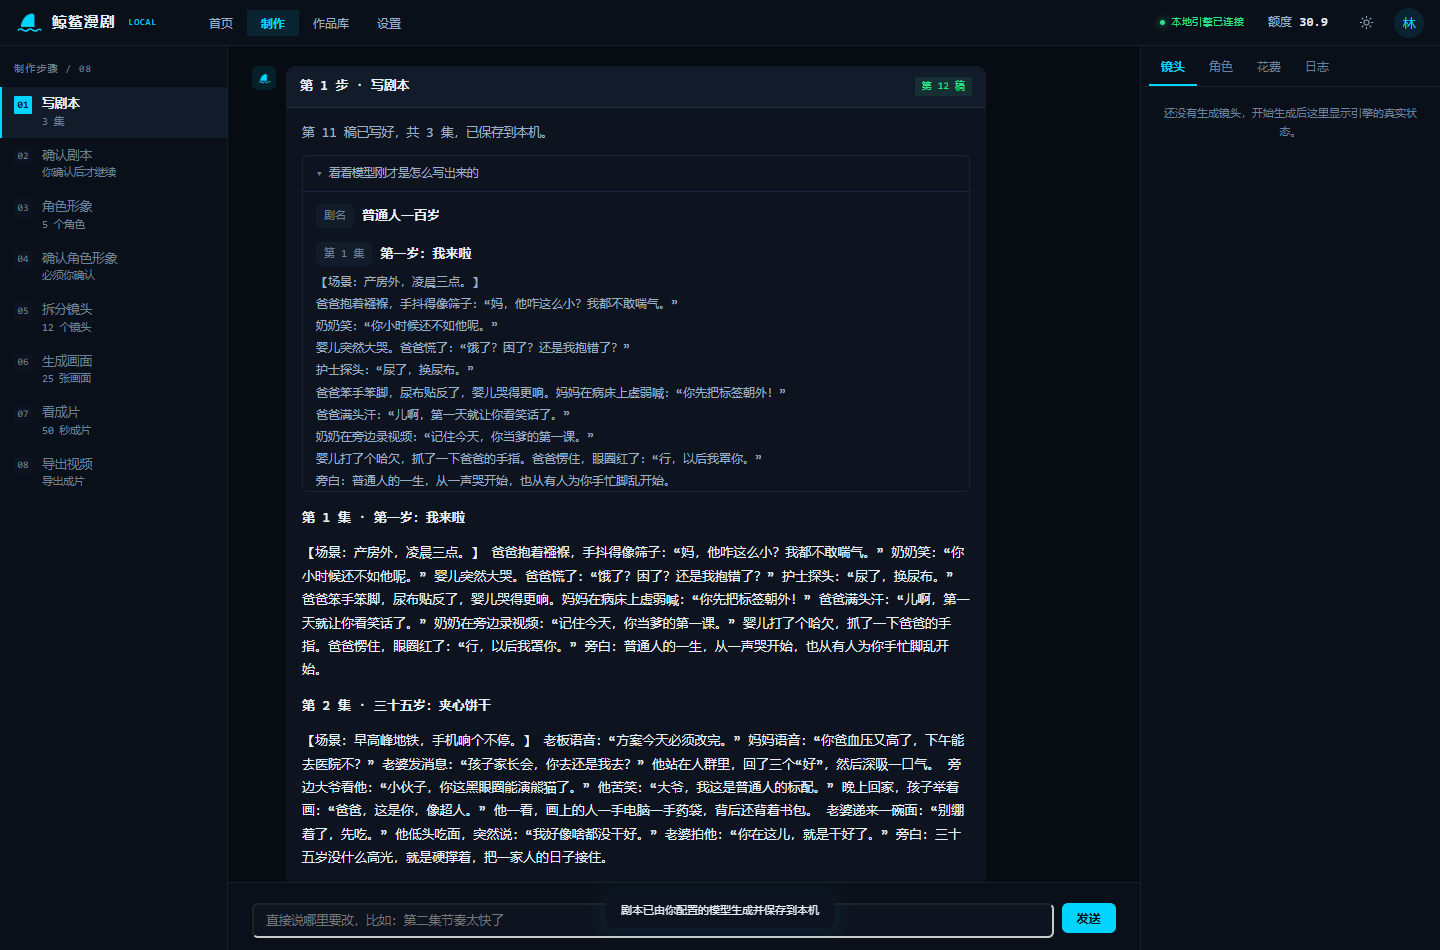 鲸鲨漫剧 LOCAL 首页 制作 作品库 设置 本地引擎已连接 额度 30.9 林
制作步骤 / 08
01 写剧本
3 集
02 确认剧本
你确认后才继续
03 角色形象
5 个角色
04 确认角色形象
必须你确认
05 拆分镜头
12 个镜头
06 生成画面
25 张画面
07 看成片
50 秒成片
08 导出视频
导出成片
第 1 步 · 写剧本 第 12 稿
第 11 稿已写好，共 3 集，已保存到本机。
▾ 看看模型刚才是怎么写出来的
剧名 普通人一百岁
第 1 集 第一岁：我来啦
【场景：产房外，凌晨三点。】
爸爸抱着襁褓，手抖得像筛子：“妈，他咋这么小？我都不敢喘气。”
奶奶笑：“你小时候还不如他呢。”
婴儿突然大哭。爸爸慌了：“饿了？困了？还是我抱错了？”
护士探头：“尿了，换尿布。”
爸爸笨手笨脚，尿布贴反了，婴儿哭得更响。妈妈在病床上虚弱喊：“你先把标签朝外！”
爸爸满头汗：“儿啊，第一天就让你看笑话了。”
奶奶在旁边录视频：“记住今天，你当爹的第一课。”
婴儿打了个哈欠，抓了一下爸爸的手指。爸爸愣住，眼圈红了：“行，以后我罩你。”
旁白：普通人的一生，从一声哭开始，也从有人为你手忙脚乱开始。
第 1 集 · 第一岁：我来啦
【场景：产房外，凌晨三点。】 爸爸抱着襁褓，手抖得像筛子：“妈，他咋这么小？我都不敢喘气。” 奶奶笑：“你
小时候还不如他呢。” 婴儿突然大哭。爸爸慌了：“饿了？困了？还是我抱错了？” 护士探头：“尿了，换尿布。”
爸爸笨手笨脚，尿布贴反了，婴儿哭得更响。妈妈在病床上虚弱喊：“你先把标签朝外！” 爸爸满头汗：“儿啊，第一
天就让你看笑话了。” 奶奶在旁边录视频：“记住今天，你当爹的第一课。” 婴儿打了个哈欠，抓了一下爸爸的手
指。爸爸愣住，眼圈红了：“行，以后我罩你。” 旁白：普通人的一生，从一声哭开始，也从有人为你手忙脚乱开
始。
第 2 集 · 三十五岁：夹心饼干
【场景：早高峰地铁，手机响个不停。】 老板语音：“方案今天必须改完。” 妈妈语音：“你爸血压又高了，下午能
去医院不？” 老婆发消息：“孩子家长会，你去还是我去？” 他站在人群里，回了三个“好”，然后深吸一口气。 旁
边大爷看他：“小伙子，你这黑眼圈能演熊猫了。” 他苦笑：“大爷，我这是普通人的标配。” 晚上回家，孩子举着
画：“爸爸，这是你，像超人。” 他一看，画上的人一手电脑一手药袋，背后还背着书包。 老婆递来一碗面：“别绷
着了，先吃。” 他低头吃面，突然说：“我好像啥都没干好。” 老婆拍他：“你在这儿，就是干好了。” 旁白：三十
五岁没什么高光，就是硬撑着，把一家人的日子接住。
直接说哪里要改，比如：第二集节奏太快了
剧本已由你配置的模型生成并保存到本机
发送
镜头 角色 花费 日志
还没有生成镜头，开始生成后这里显示引擎的真实状
态。